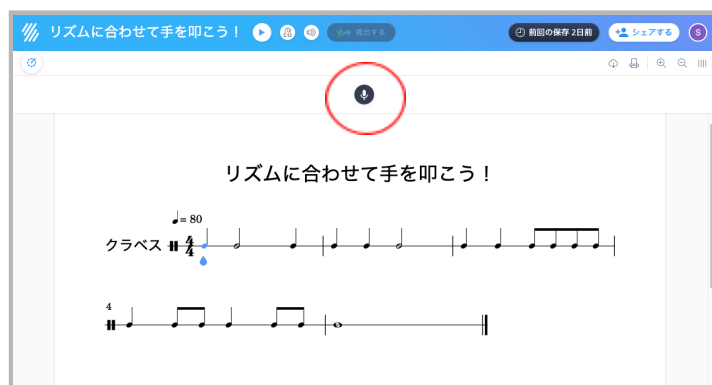 リズムに合わせて手を叩こう！
提出する
前回の保存 2日前
シェアする
S
リズムに合わせて手を叩こう！
= 80
クラベス
4
4
4